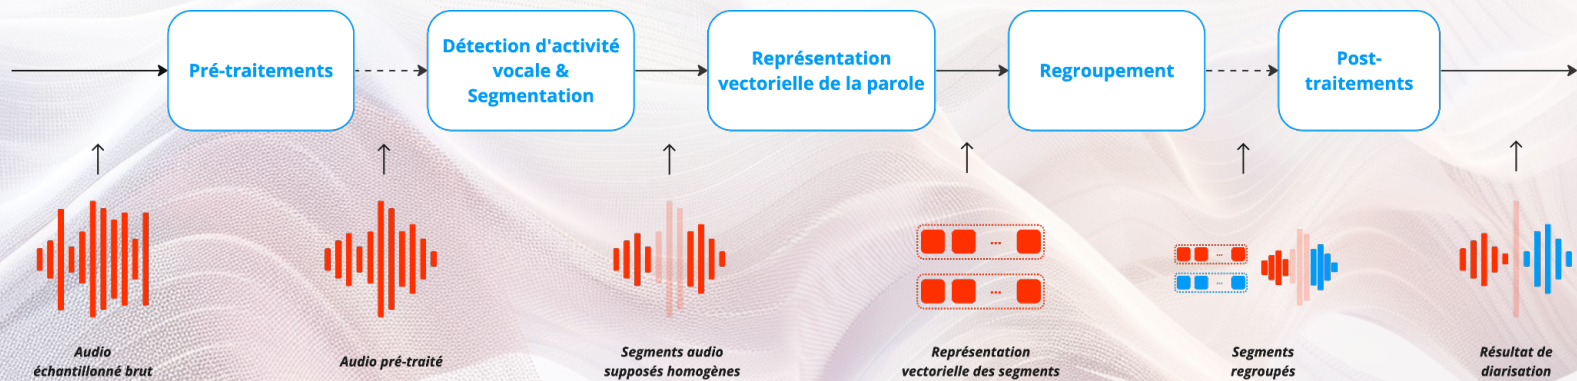 Pré-traitements
Détection d'activité
vocale &
Segmentation
Représentation
vectorielle de la parole
Regroupement
Post-
traitements
...
...
...
...
Audio
échantillonné brut
Audio pré-traité
Segments audio
supposés homogènes
Représentation
vectorielle des segments
Segments
regroupés
Résultat de
diarisation